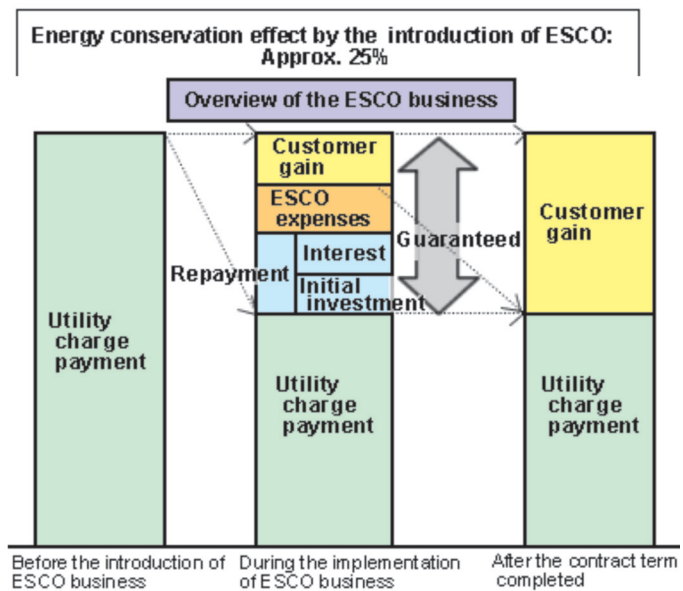 Energy conservation effect by the introduction of ESCO:
Approx. 25%
Overview of the ESCO business
Utility
charge
payment
Customer
gain
ESCO
expenses
Repayment
Interest
Initial
investment
Utility
charge
payment
Guaranteed
Customer
gain
Utility
charge
payment
Before the introduction of
ESCO business
During the implementation
of ESCO business
After the contract term
completed